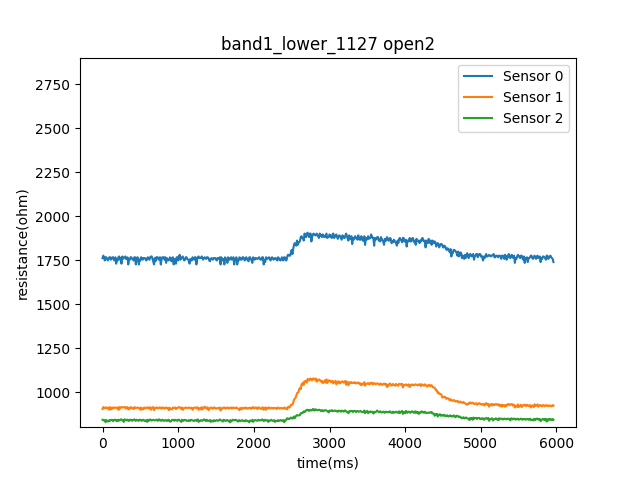 band1_lower_1127 open2
Sensor 0
Sensor 1
Sensor 2
resistance(ohm)
2750
2500
2250
2000
1750
1500
1250
1000
0 1000 2000 3000 4000 5000 6000
time(ms)